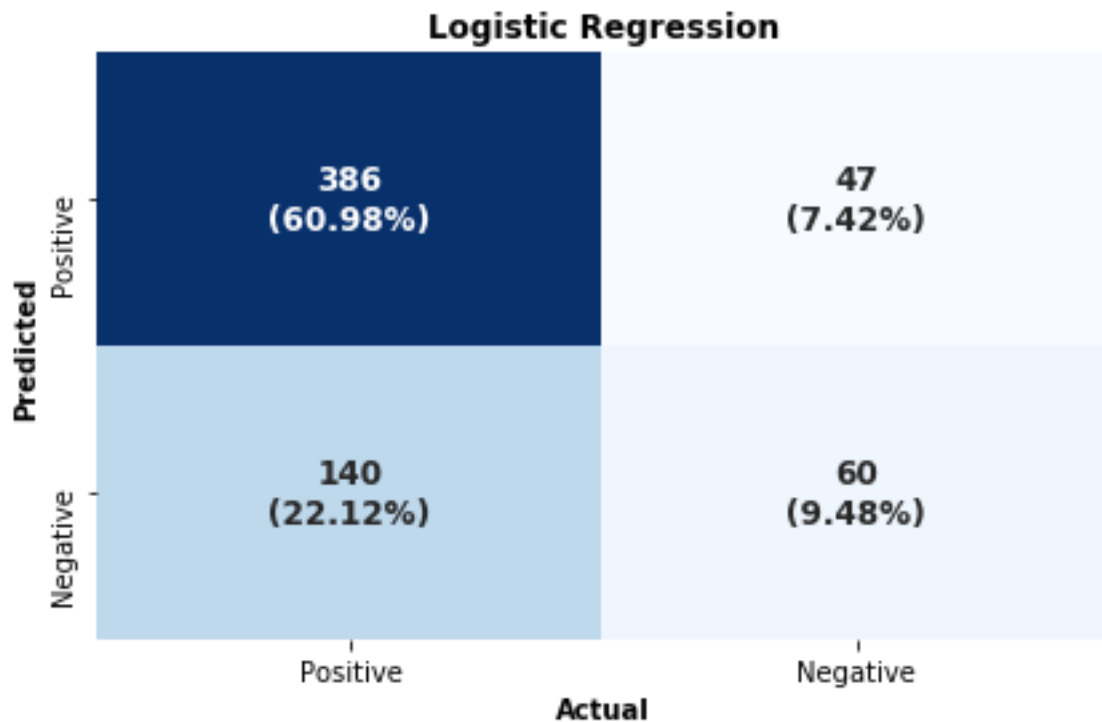 Logistic Regression
Predicted
Positive
386
(60.98%)
47
(7.42%)
Negative
140
(22.12%)
60
(9.48%)
Positive
Negative
Actual